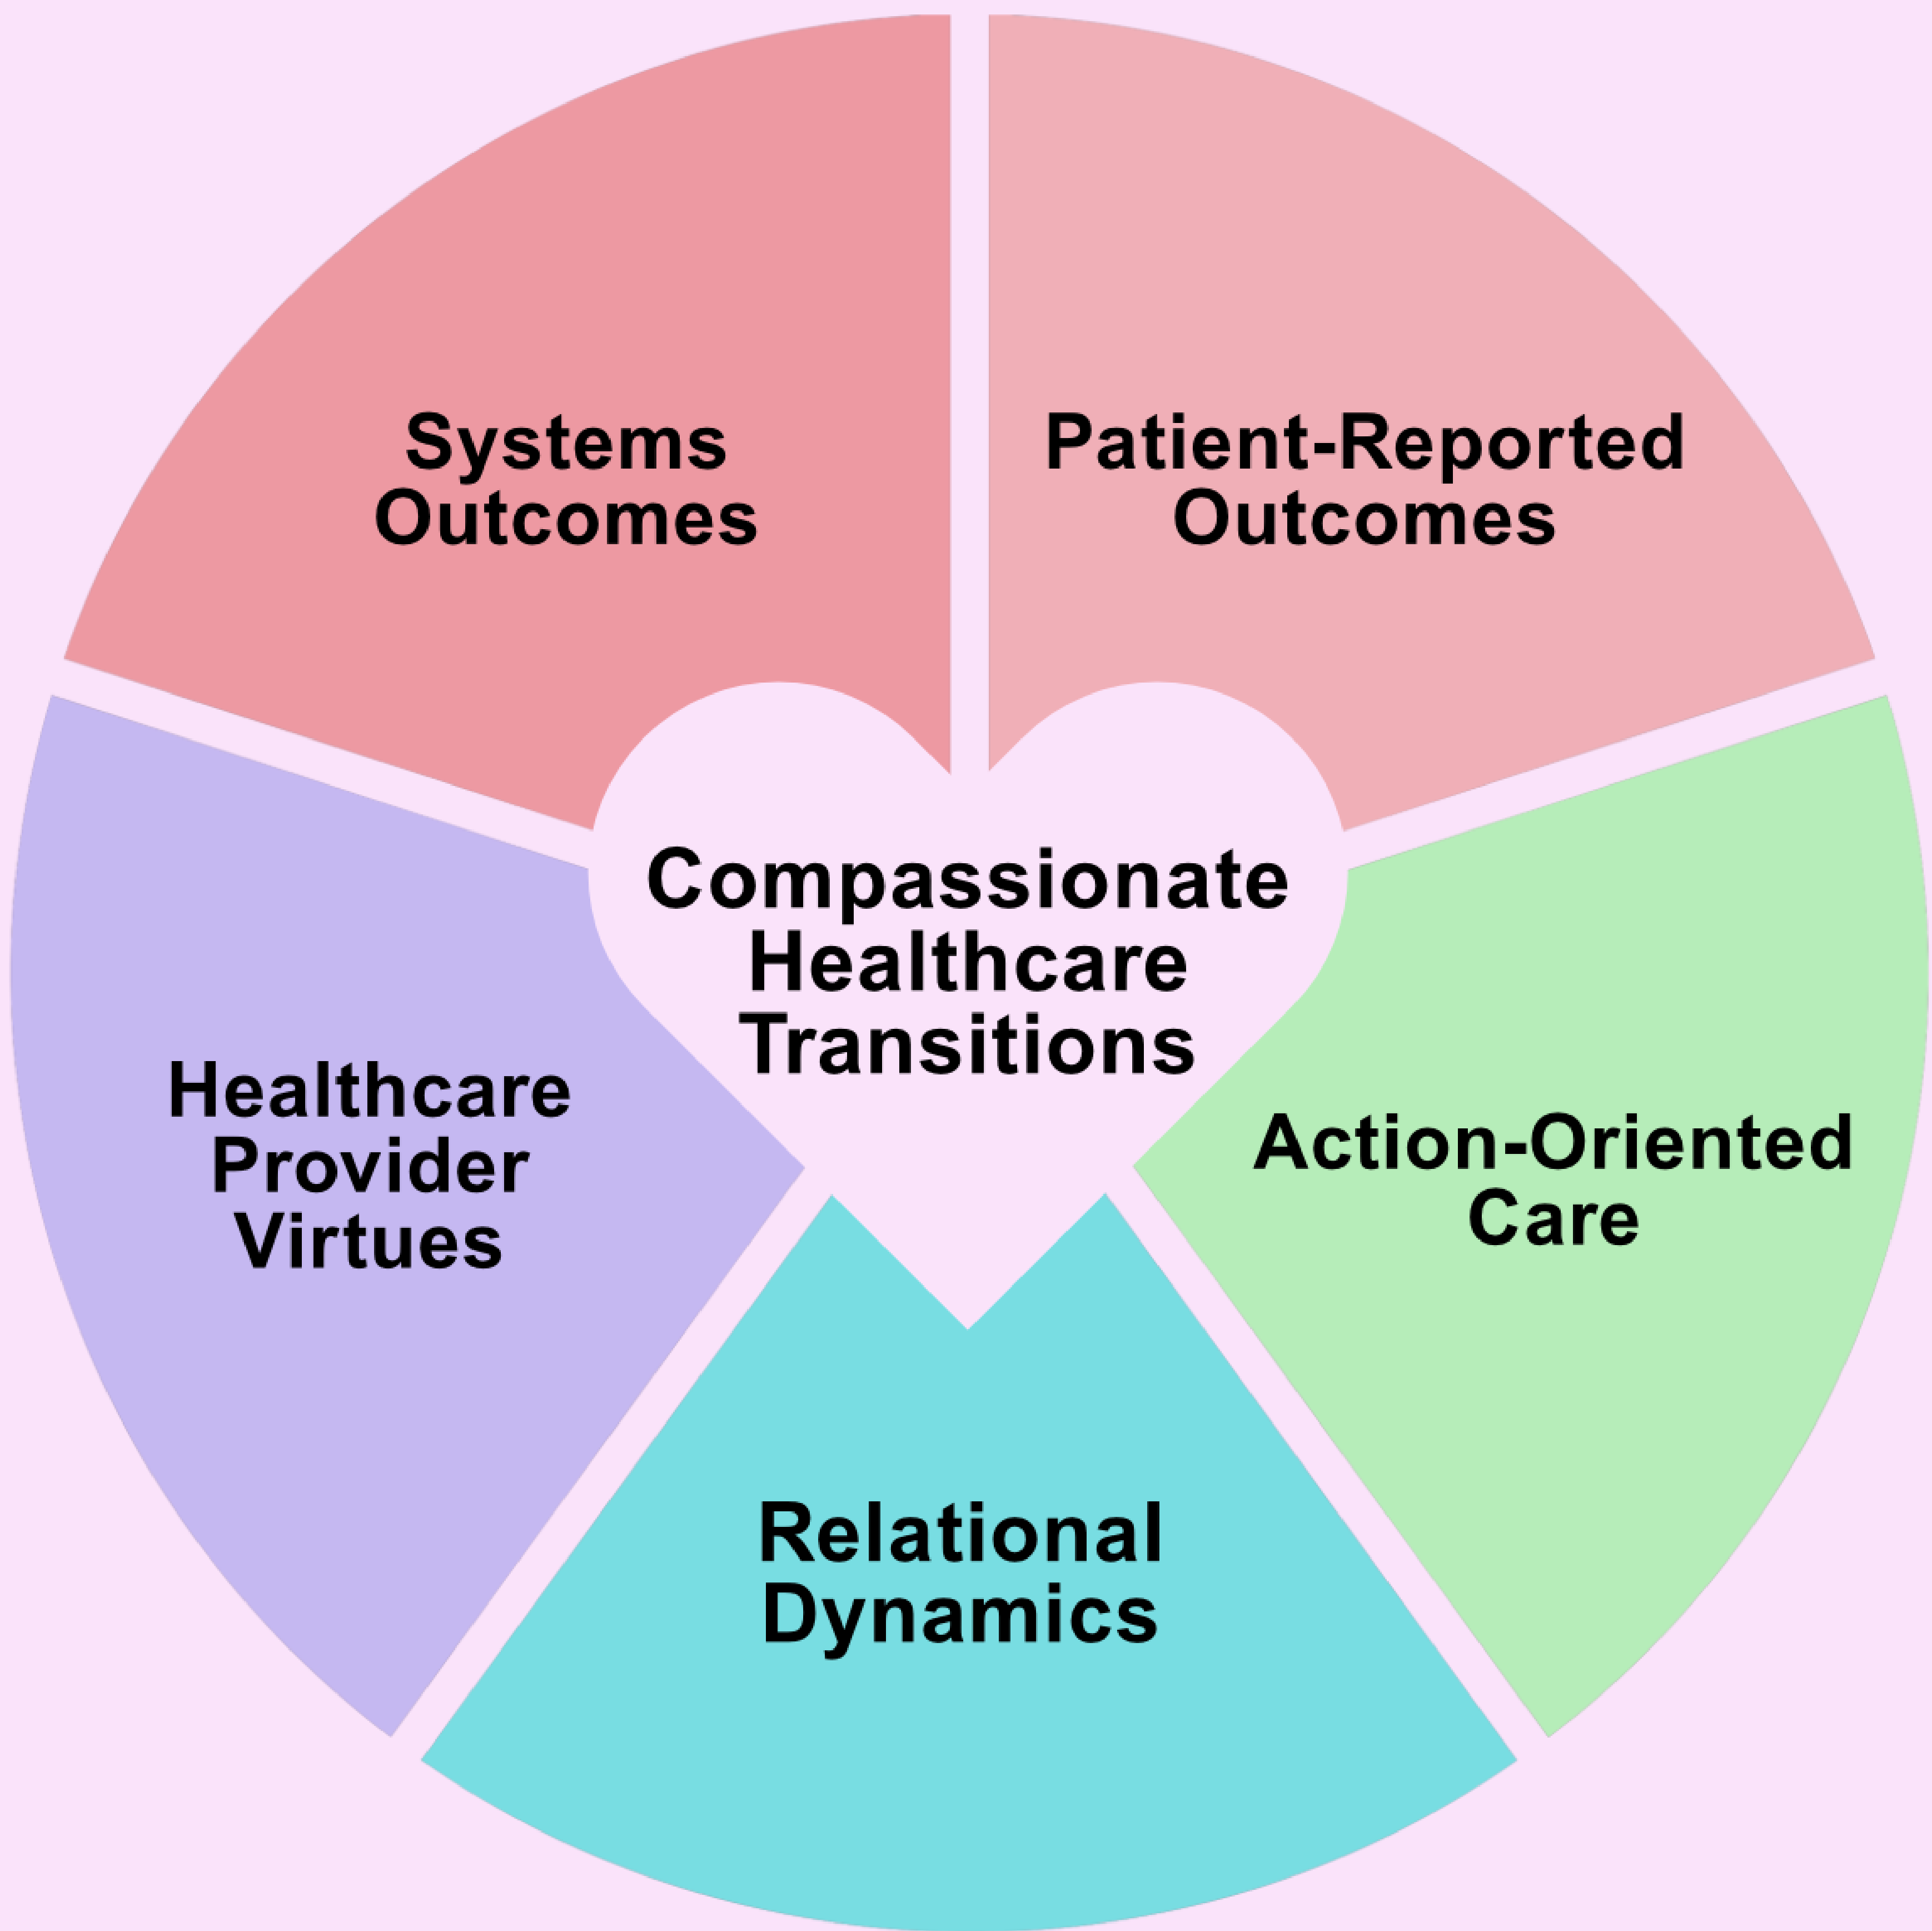 Systems
Outcomes
Patient-Reported
Outcomes
Compassionate
Healthcare
Transitions
Healthcare
Provider
Virtues
Action-Oriented
Care
Relational
Dynamics